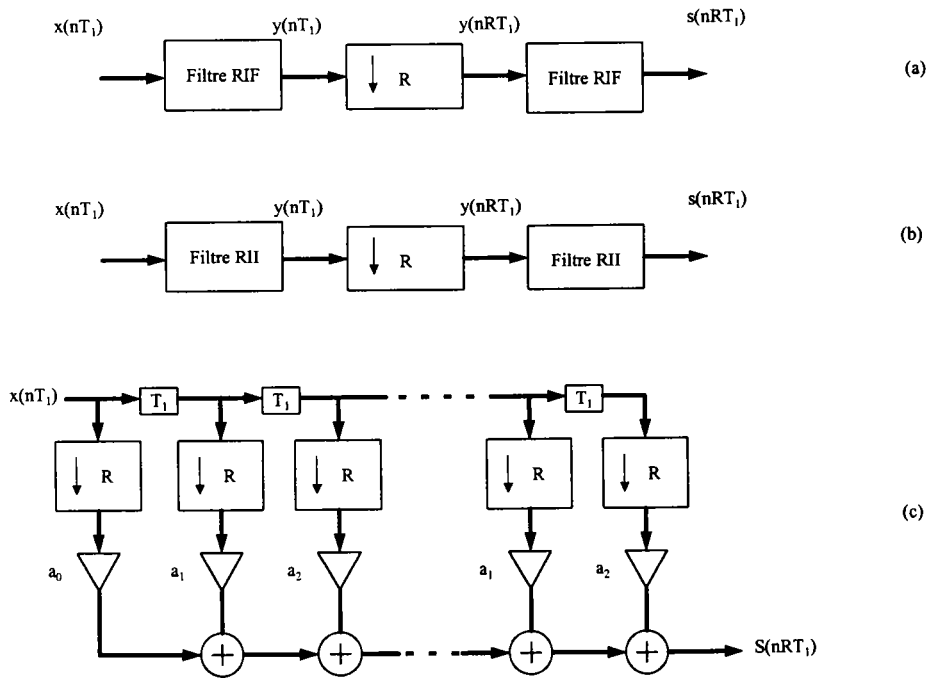 x(nT₁) y(nT₁) y(nRT₁) s(nRT₁)
Filtre RIF R Filtre RIF (a)
x(nT₁) y(nT₁) y(nRT₁) s(nRT₁)
Filtre RII R Filtre RII (b)
x(nT₁) T₁ T₁ T₁
R R R R R (c)
a₀ a₁ a₂ a₁ a₂
+ + + + S(nRT₁)